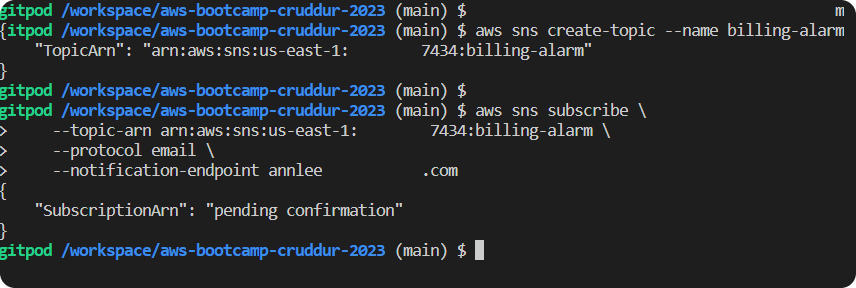 gitpod /workspace/aws-bootcamp-cruddur-2023 (main) $ m
{itpod /workspace/aws-bootcamp-cruddur-2023 (main) $ aws sns create-topic --name billing-alarm
    "TopicArn": "arn:aws:sns:us-east-1:        7434:billing-alarm"
}
gitpod /workspace/aws-bootcamp-cruddur-2023 (main) $
gitpod /workspace/aws-bootcamp-cruddur-2023 (main) $ aws sns subscribe \
>     --topic-arn arn:aws:sns:us-east-1:        7434:billing-alarm \
>     --protocol email \
>     --notification-endpoint annlee           .com
{
    "SubscriptionArn": "pending confirmation"
}
gitpod /workspace/aws-bootcamp-cruddur-2023 (main) $